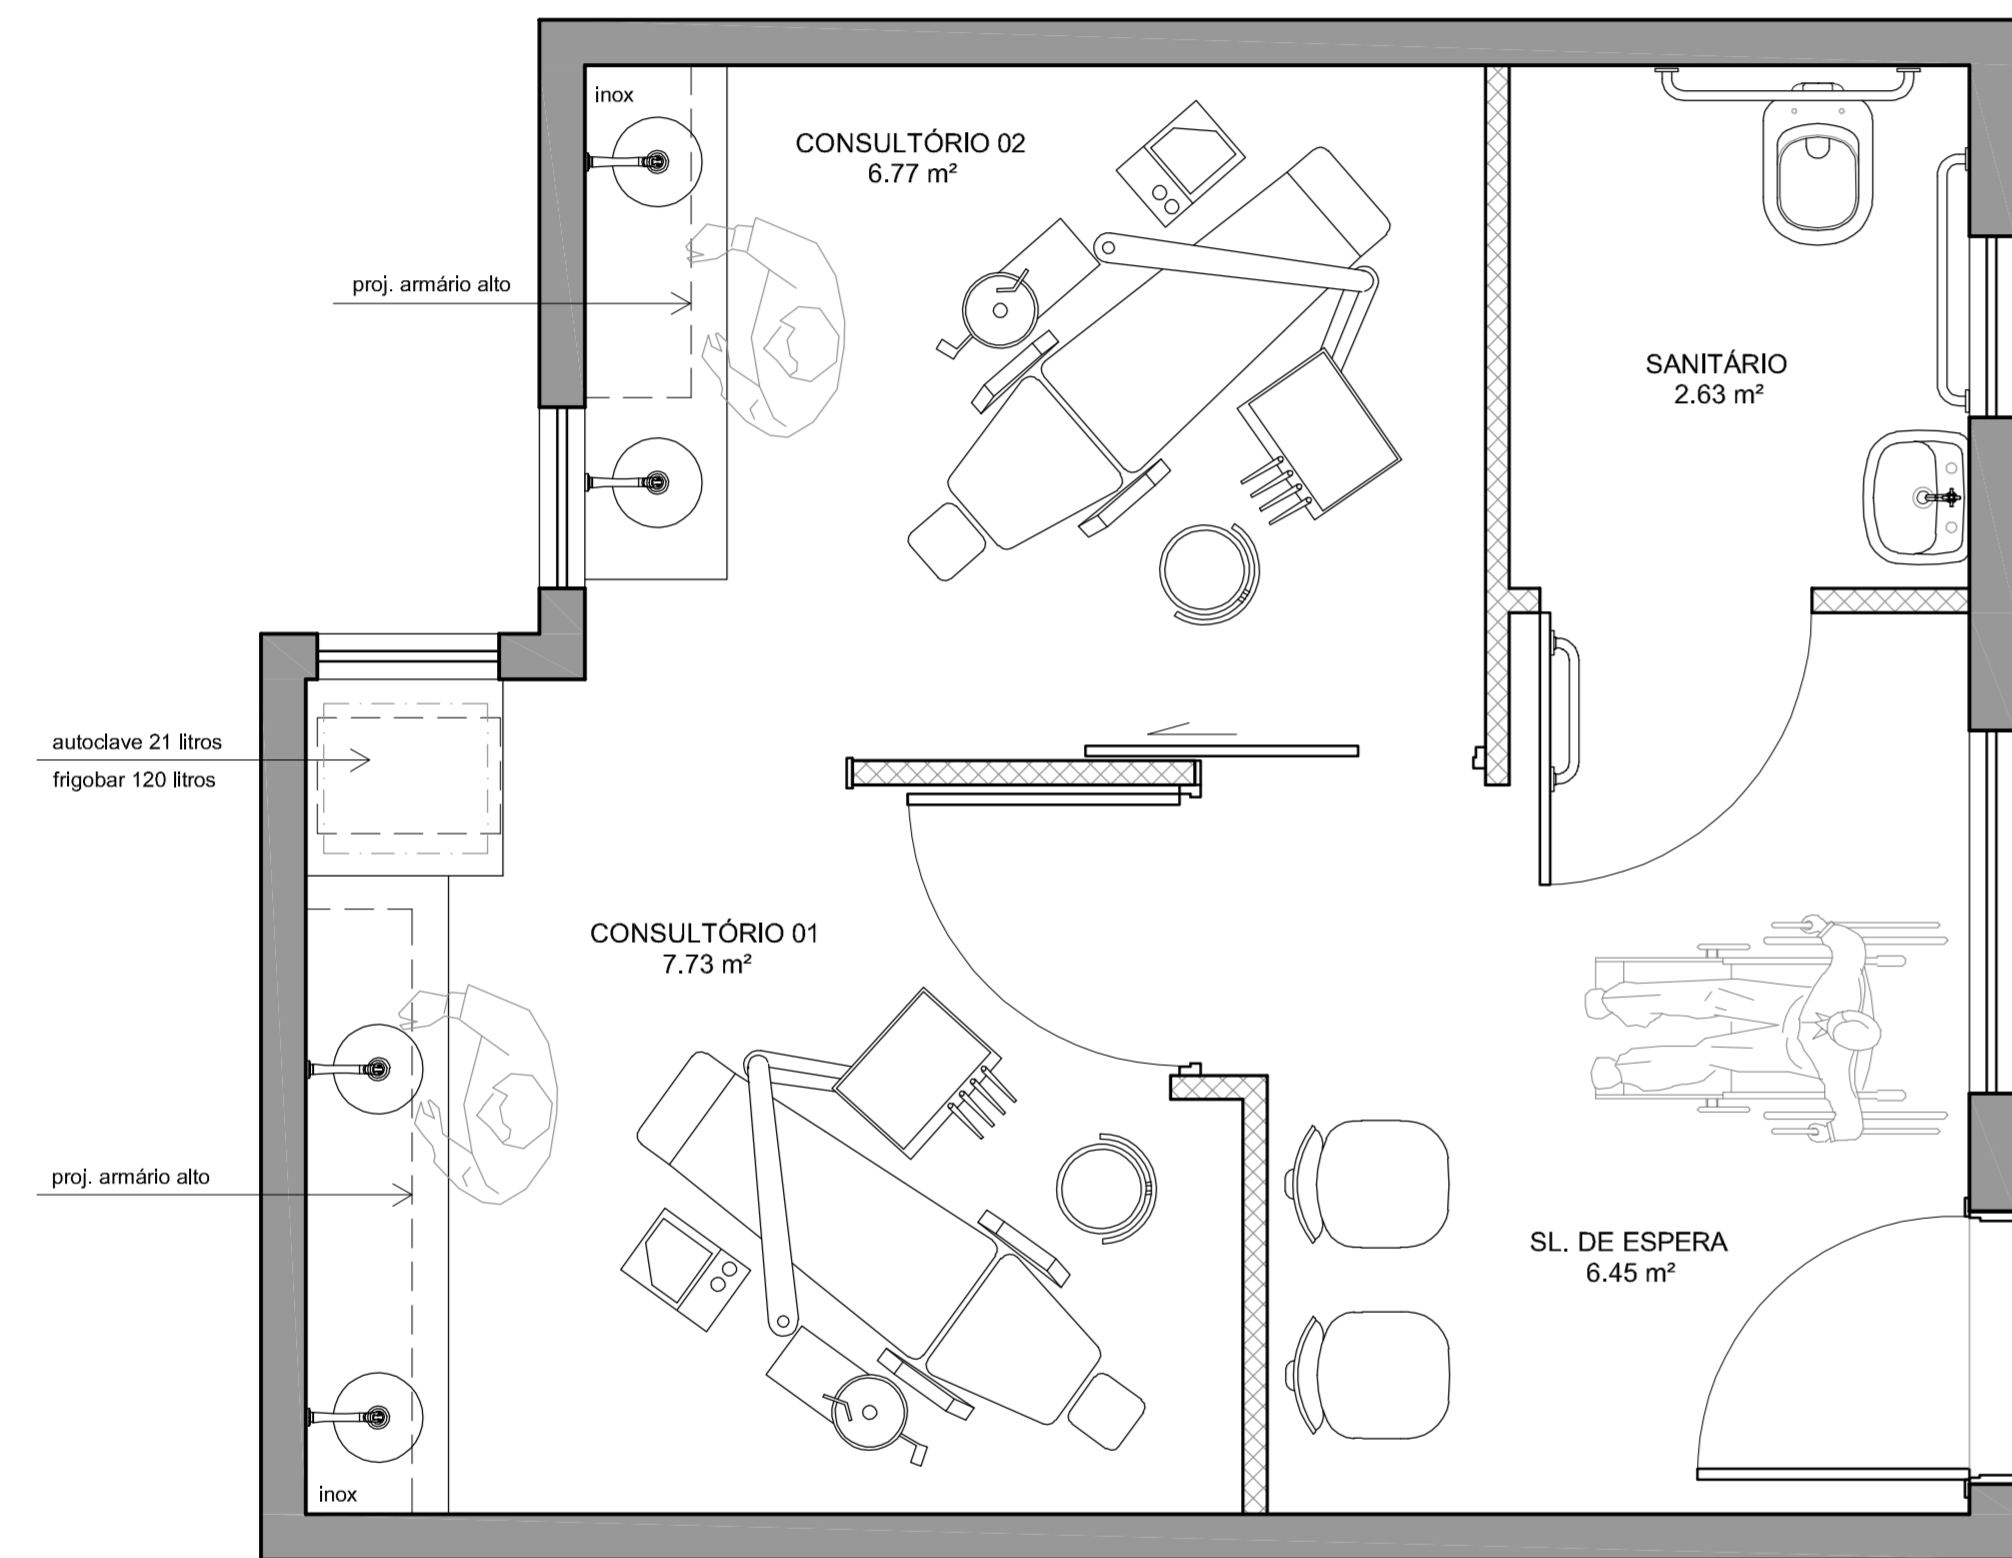 inox
CONSULTÓRIO 02
6.77 m²
proj. armário alto
SANITÁRIO
2.63 m²
autoclave 21 litros
frigobar 120 litros
CONSULTÓRIO 01
7.73 m²
proj. armário alto
SL. DE ESPERA
6.45 m²
inox